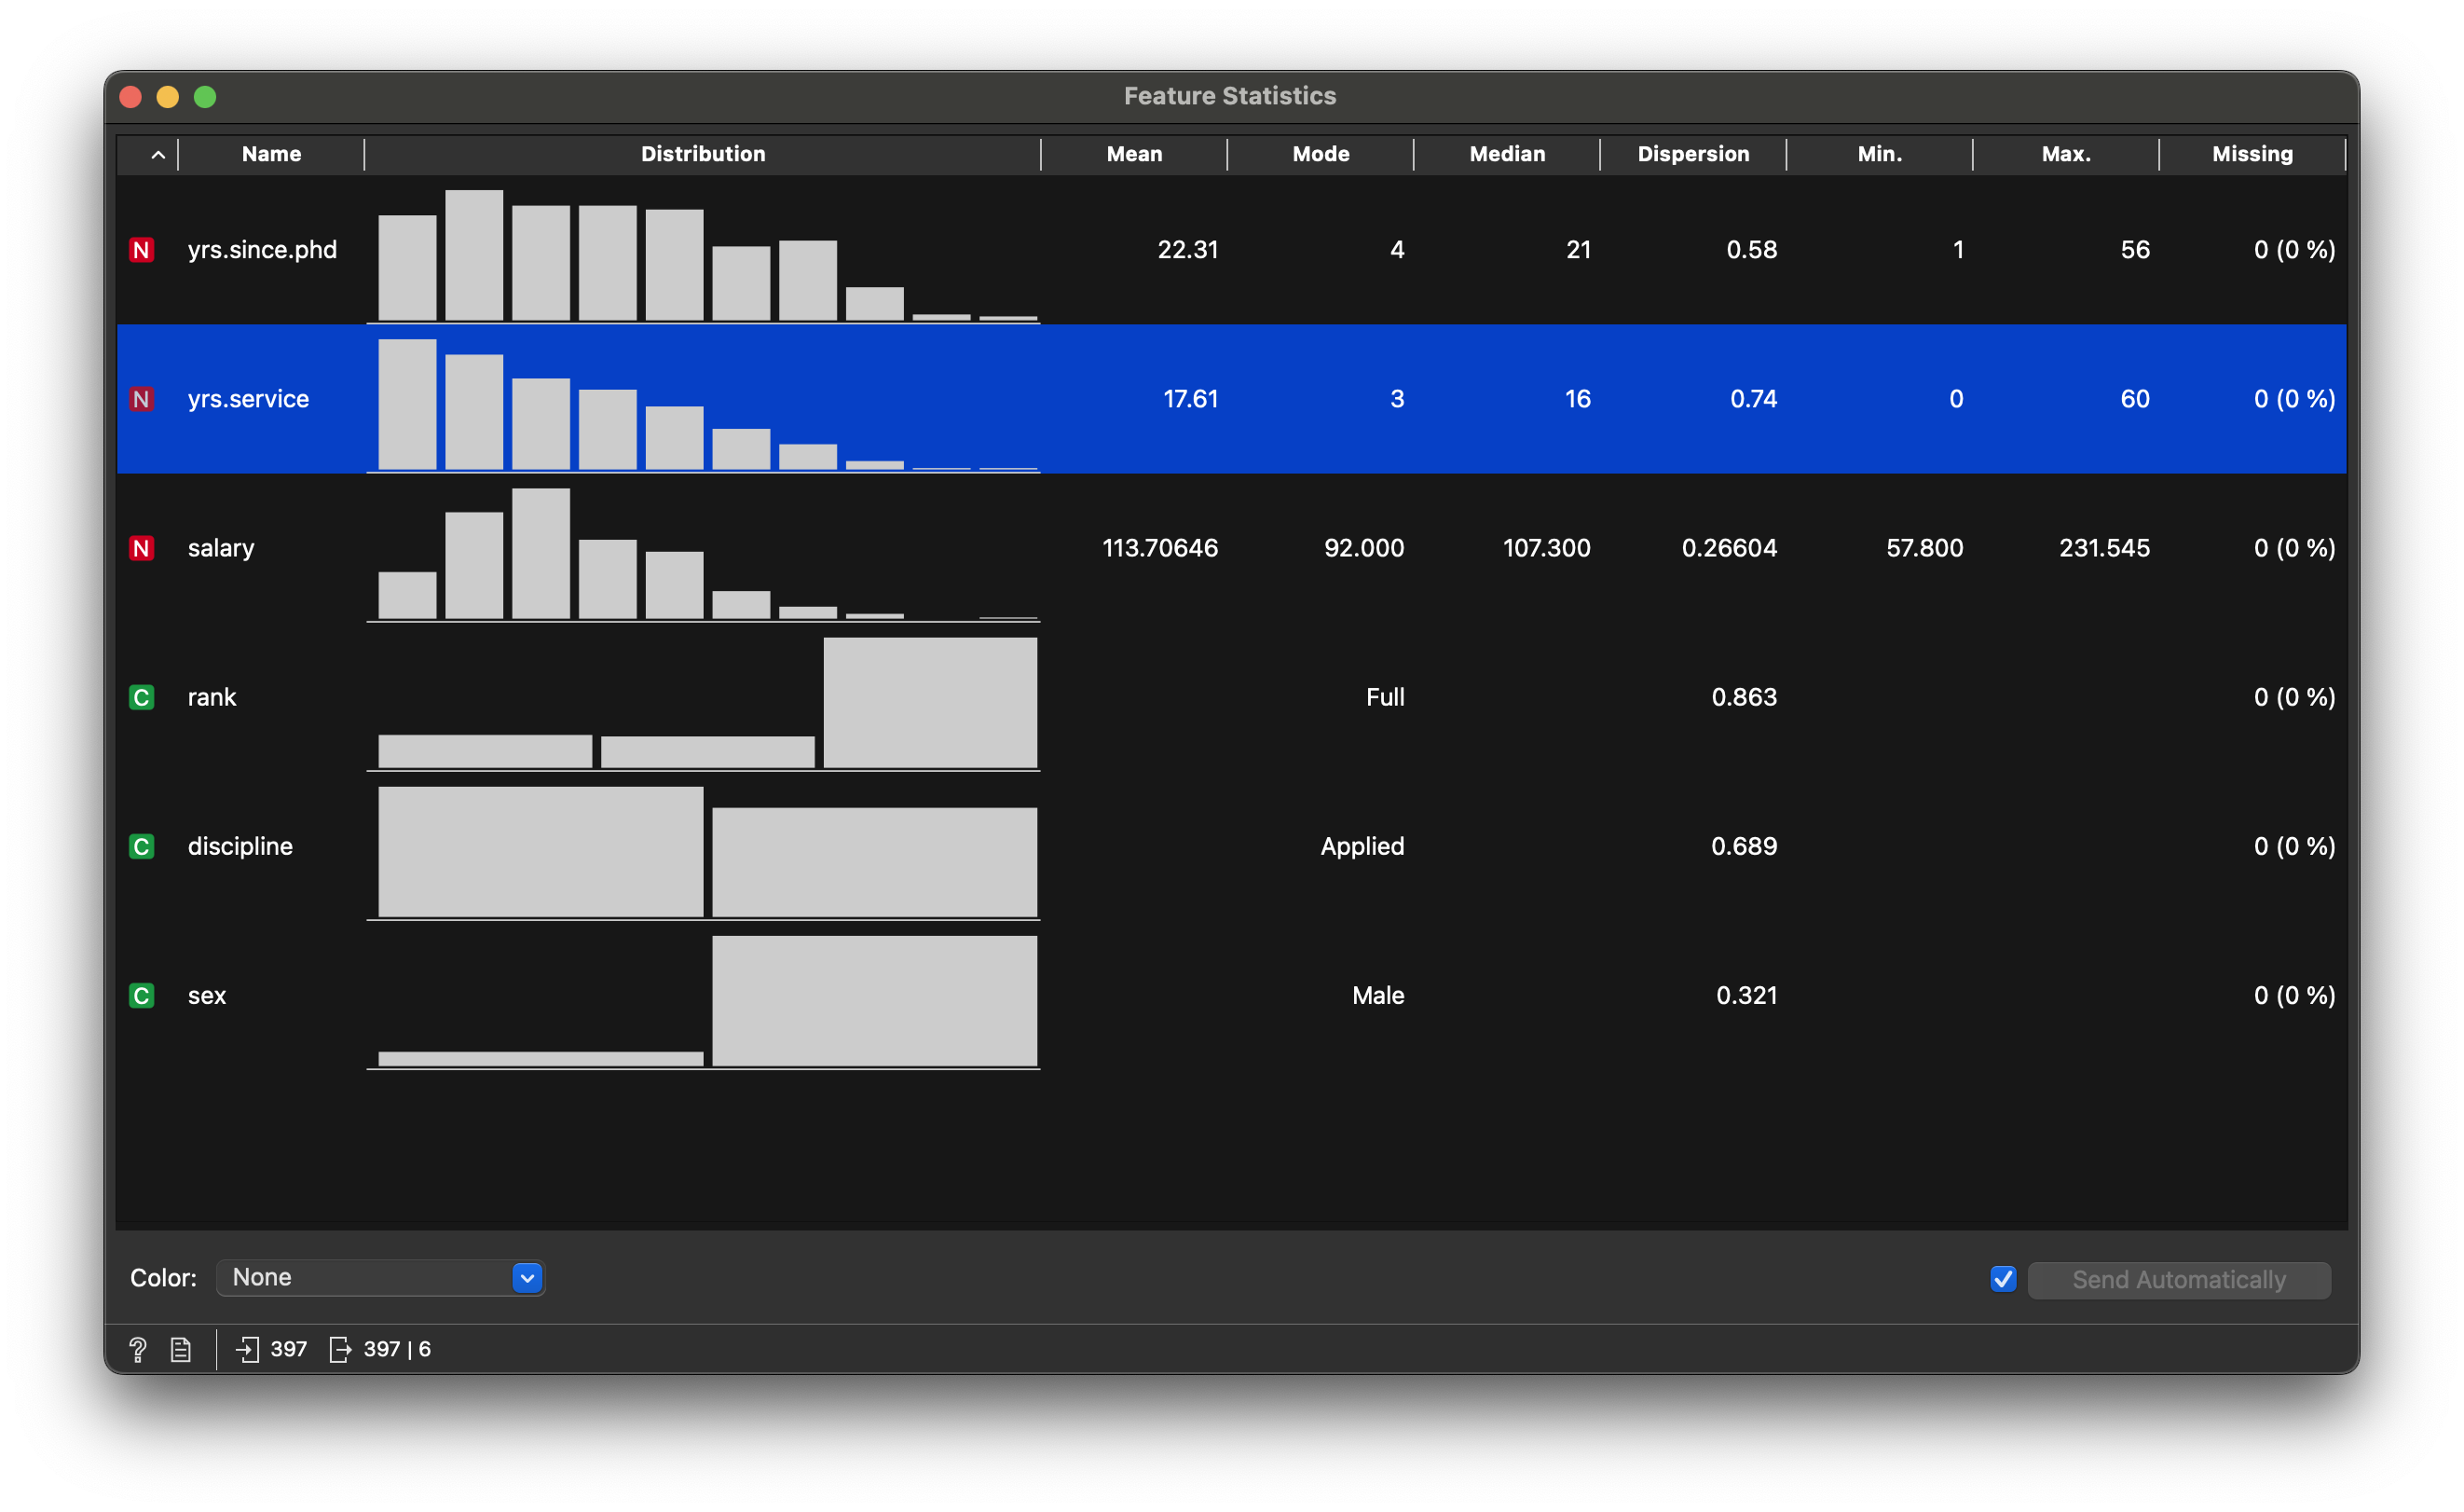 Feature Statistics
Name Distribution Mean Mode Median Dispersion Min. Max. Missing
N yrs.since.phd 22.31 4 21 0.58 1 56 0 (0 %)
N yrs.service 17.61 3 16 0.74 0 60 0 (0 %)
N salary 113.70646 92.000 107.300 0.26604 57.800 231.545 0 (0 %)
C rank Full 0.863 0 (0 %)
C discipline Applied 0.689 0 (0 %)
C sex Male 0.321 0 (0 %)
Color: None Send Automatically
? 397 397 | 6